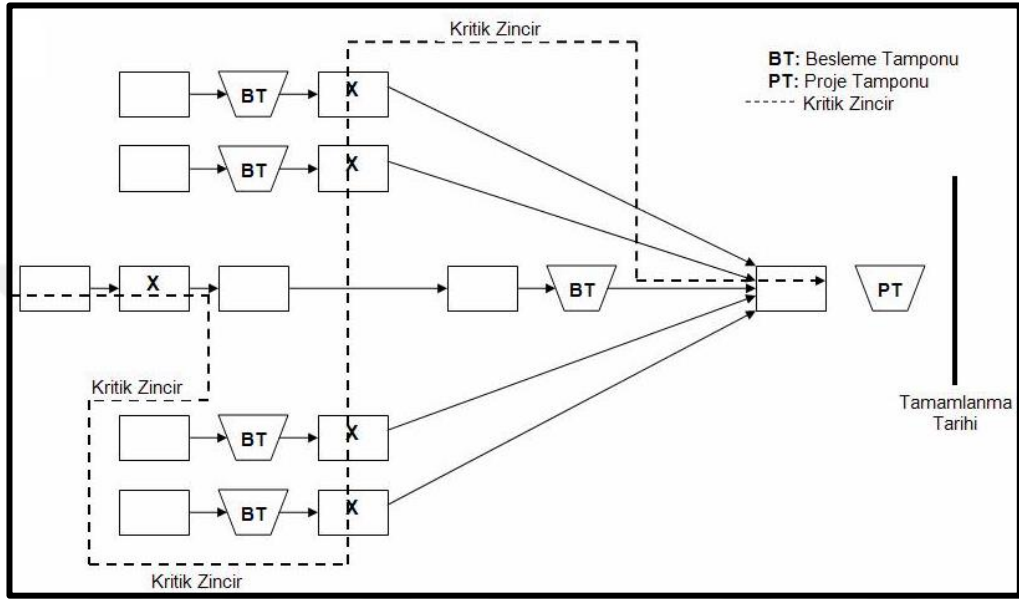 Kritik Zincir
BT: Besleme Tamponu
PT: Proje Tamponu
Kritik Zincir
BT
X
BT
X
X
BT
PT
Kritik Zincir
Tamamlanma
Tarihi
BT
X
BT
X
Kritik Zincir